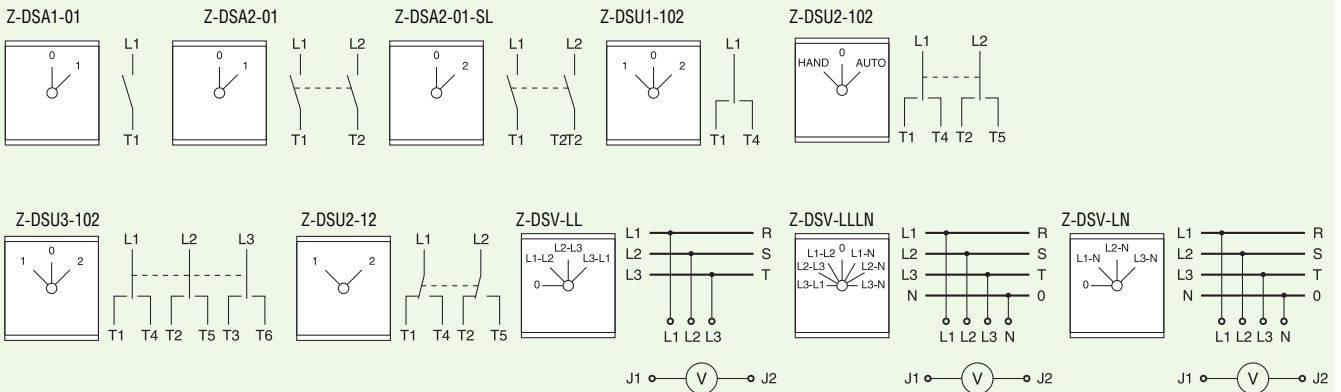 Z-DSA1-01 Z-DSA2-01 Z-DSA2-01-SL Z-DSU1-102 Z-DSU2-102
0 1 L1 T1
0 1 L1 L2 T1 T2
0 2 L1 L2 T1 T2T2
1 0 2 L1 T1 T4
HAND 0 AUTO L1 L2 T1 T4 T2 T5
Z-DSU3-102 Z-DSU2-12 Z-DSV-LL Z-DSV-LLLN Z-DSV-LN
1 0 2 L1 L2 L3
T1 T4 T2 T5 T3 T6
1 2 L1 L2
T1 T4 T2 T5
L2-L3
L1-L2 L3-L1
0
L1 R
L2 S
L3 T
L1 L2 L3
J1 V J2
0
L1-L2 L1-N
L2-L3 L2-N
L3-L1 L3-N
L1 R
L2 S
L3 T
N 0
L1 L2 L3 N
J1 V J2
L2-N
L1-N L3-N
0
L1 R
L2 S
L3 T
N 0
L1 L2 L3 N
J1 V J2